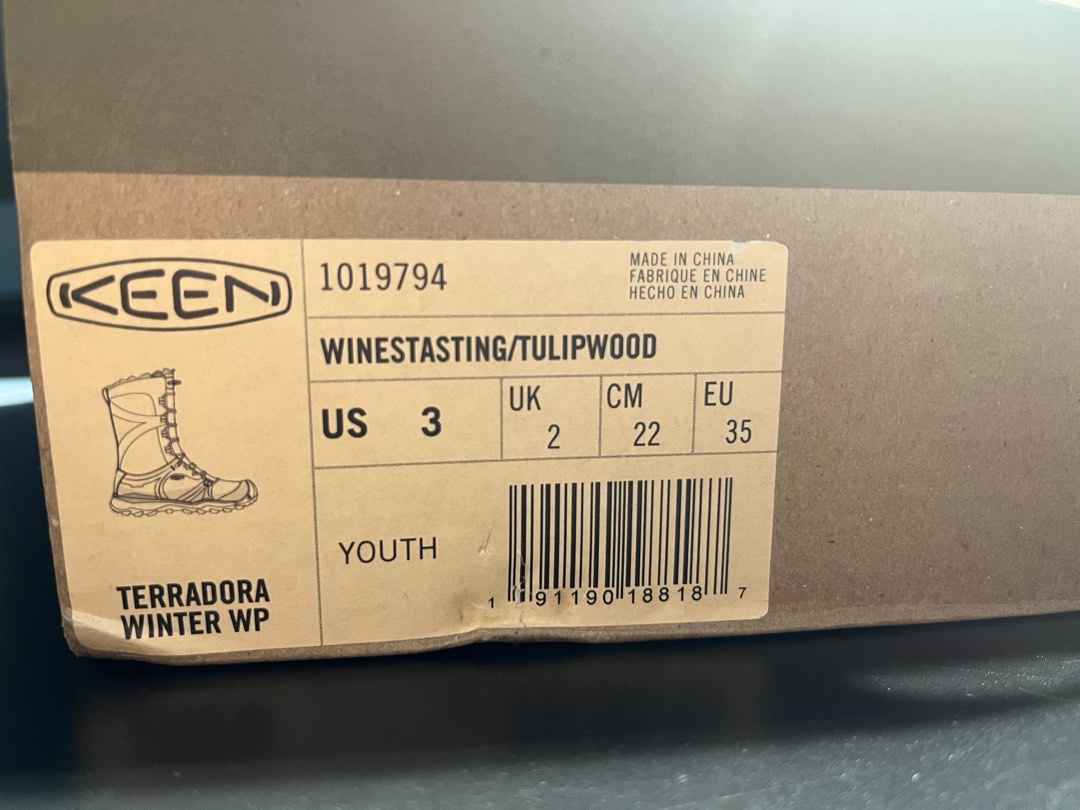 KEEN
1019794
MADE IN CHINA
FABRIQUE EN CHINE
HECHO EN CHINA
WINESTASTING/TULIPWOOD
US 3
UK 2
CM 22
EU 35
YOUTH
1 91190 18818 7
TERRADORA
WINTER WP